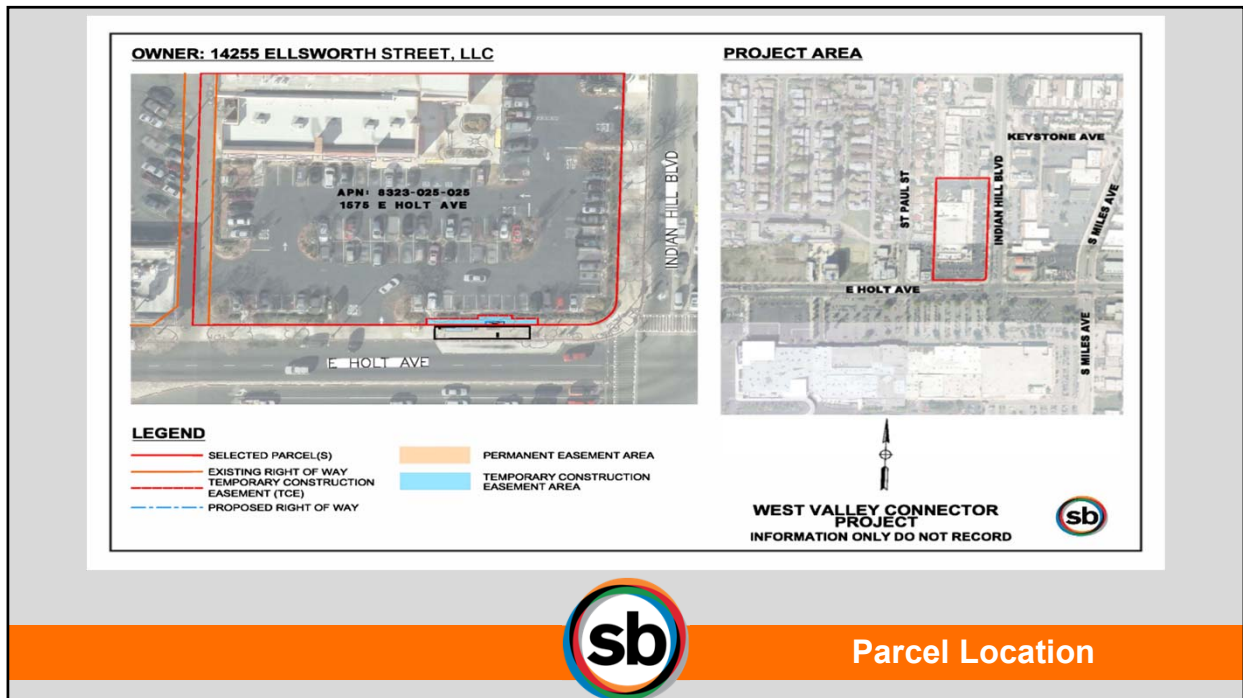 OWNER: 14255 ELLSWORTH STREET, LLC
APN: 8323-025-025
1575 E HOLT AVE
INDIAN HILL BLVD
E HOLT AVE
LEGEND
SELECTED PARCEL(S)
EXISTING RIGHT OF WAY
TEMPORARY CONSTRUCTION
EASEMENT (TCE)
PROPOSED RIGHT OF WAY
PERMANENT EASEMENT AREA
TEMPORARY CONSTRUCTION
EASEMENT AREA
PROJECT AREA
KEYSTONE AVE
ST PAUL ST
INDIAN HILL BLVD
S MILES AVE
E HOLT AVE
S MILES AVE
WEST VALLEY CONNECTOR
PROJECT
INFORMATION ONLY DO NOT RECORD
sb
sb
Parcel Location